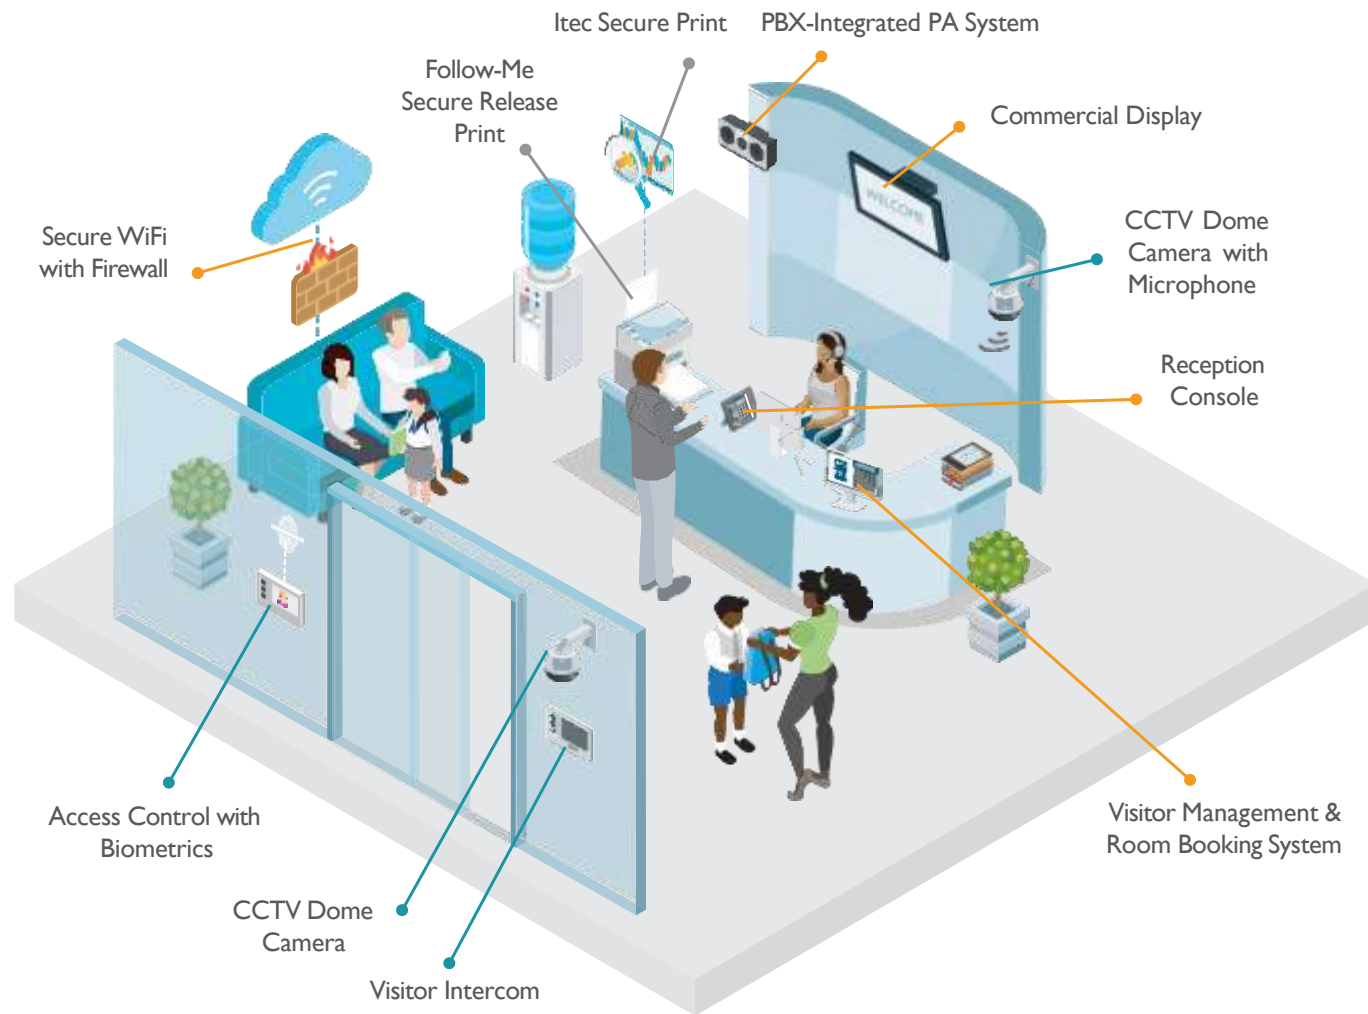 Itec Secure Print
PBX-Integrated PA System
Follow-Me
Secure Release
Print
Commercial Display
WELCOME
Secure WiFi
with Firewall
CCTV Dome
Camera with
Microphone
Reception
Console
Access Control with
Biometrics
Visitor Management &
Room Booking System
CCTV Dome
Camera
Visitor Intercom